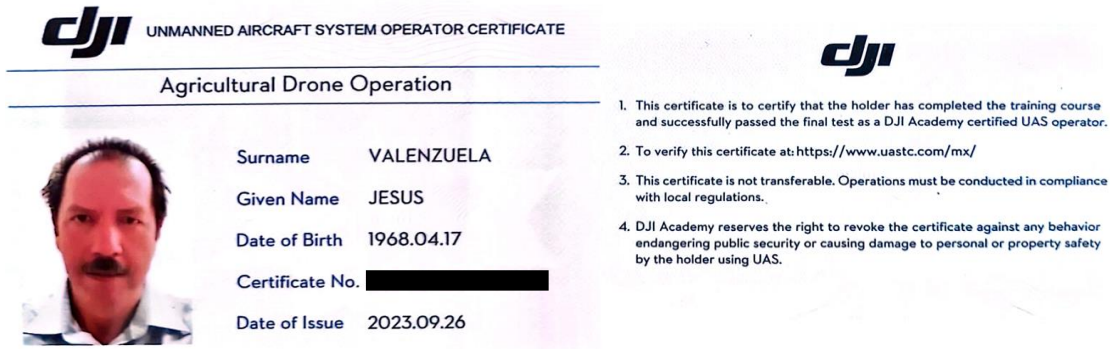 dji UNMANNED AIRCRAFT SYSTEM OPERATOR CERTIFICATE
Agricultural Drone Operation
Surname VALENZUELA
Given Name JESUS
Date of Birth 1968.04.17
Certificate No.
Date of Issue 2023.09.26
dji
1. This certificate is to certify that the holder has completed the training course
and successfully passed the final test as a DJI Academy certified UAS operator.
2. To verify this certificate at: https://www.uastc.com/mx/
3. This certificate is not transferable. Operations must be conducted in compliance
with local regulations.
4. DJI Academy reserves the right to revoke the certificate against any behavior
endangering public security or causing damage to personal or property safety
by the holder using UAS.